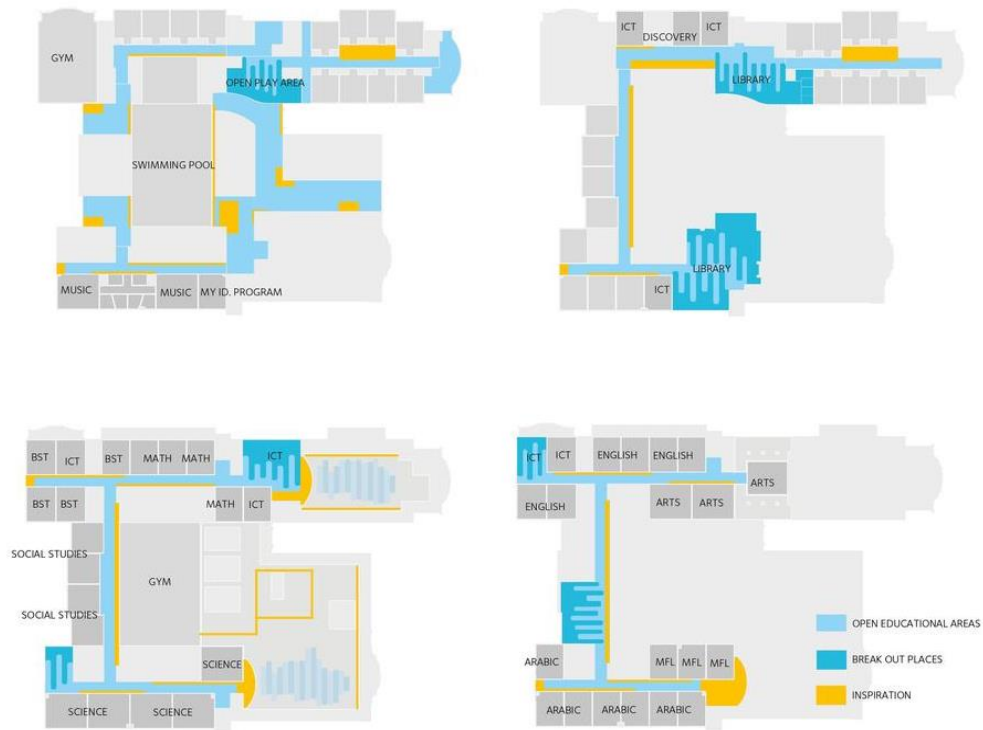 GYM
OPEN PLAY AREA
SWIMMING POOL
MUSIC
MUSIC
MY ID. PROGRAM
ICT
DISCOVERY
ICT
LIBRARY
LIBRARY
ICT
BST
ICT
BST
MATH
MATH
ICT
BST
BST
MATH
ICT
SOCIAL STUDIES
GYM
SOCIAL STUDIES
SCIENCE
SCIENCE
SCIENCE
ICT
ICT
ENGLISH
ENGLISH
ARTS
ENGLISH
ARTS
ARTS
ARABIC
MFL
MFL
MFL
ARABIC
ARABIC
ARABIC
OPEN EDUCATIONAL AREAS
BREAK OUT PLACES
INSPIRATION